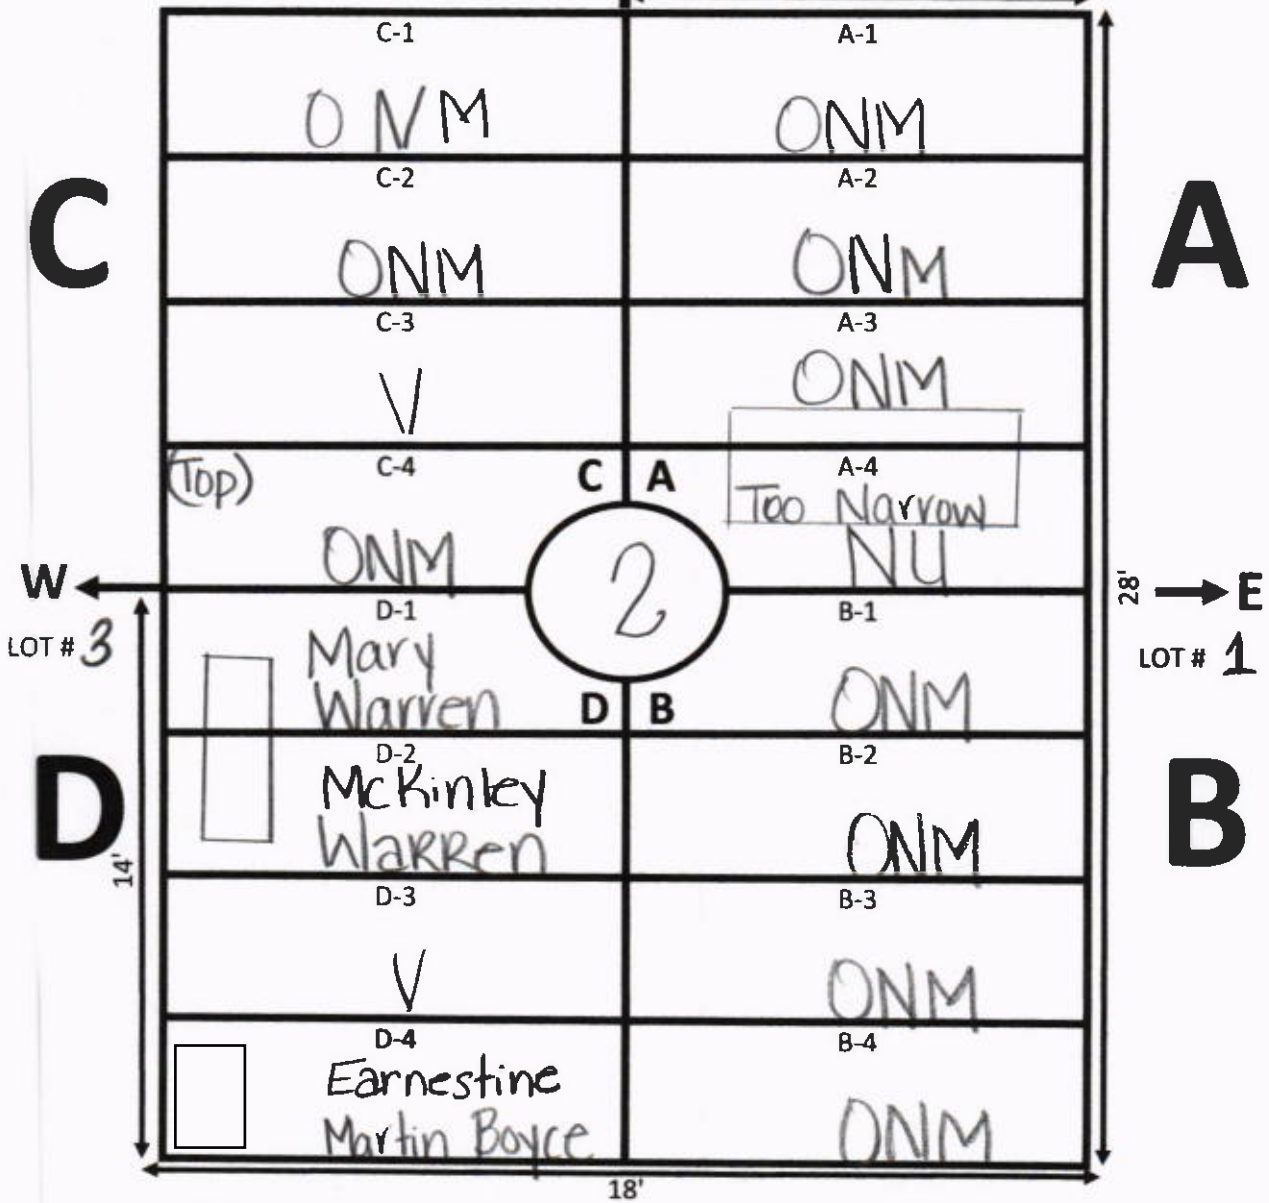 C-1
A-1
ONM
ONM
C
A
C-2
A-2
ONM
ONM
C-3
A-3
V
ONM
(Top)
C-4
C
A
A-4
Too Narrow
ONM
NU
2
W
28'
E
LOT # 3
LOT # 1
D-1
B-1
Mary
Warren
ONM
D
B
D-2
B-2
McKinley
Warren
ONM
D
B
14'
D-3
B-3
V
ONM
D-4
B-4
Earnestine
Martin Boyce
ONM
18'